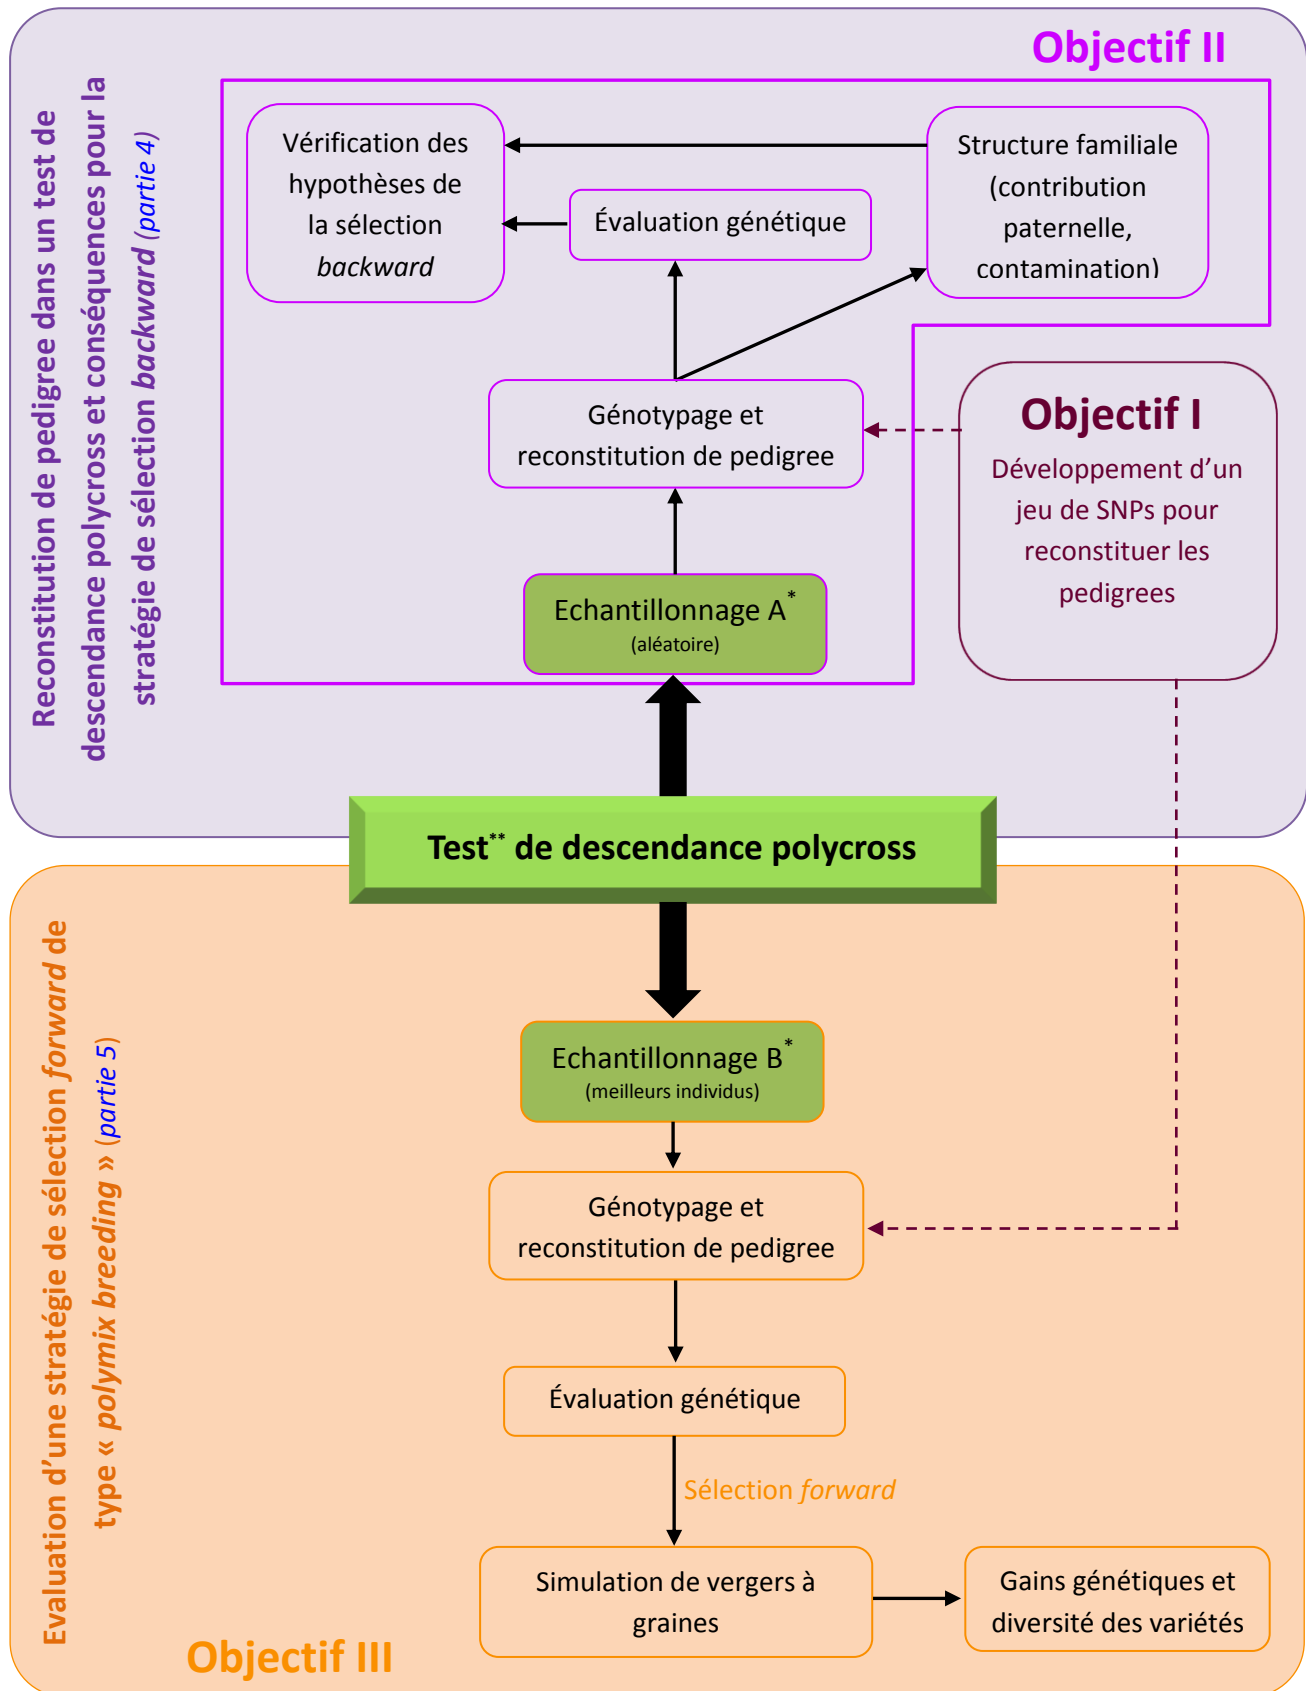 Objectif II
Reconstitution de pedigree dans un test de
descendance polycross et conséquences pour la
stratégie de sélection backward (partie 4)
Vérification des
hypothèses de
la sélection
backward
Structure familiale
(contribution
paternelle,
contamination)
Évaluation génétique
Génotypage et
reconstitution de pedigree
Objectif I
Développement d’un
jeu de SNPs pour
reconstituer les
pedigrees
Echantillonnage A*
(aléatoire)
Test** de descendance polycross
Evaluation d’une stratégie de sélection forward de
type « polymix breeding » (partie 5)
Echantillonnage B*
(meilleurs individus)
Génotypage et
reconstitution de pedigree
Évaluation génétique
Sélection forward
Simulation de vergers à
graines
Gains génétiques et
diversité des variétés
Objectif III